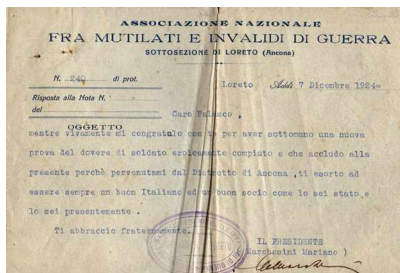 ASSOCIAZIONE NAZIONALE
FRA MUTILATI E INVALIDI DI GUERRA
SOTTOSEZIONE DI LORETO (Ancona)
N. 240 di prot.
Loreto Addì 7 Dicembre 1924=
Risposta alla Nota N.
del
Caro
OGGETTO
mentre vivamente mi congratulo con te per aver sottomano una nuova
prova del dovere di soldato eroicamente compiuto e che accludo alla
presente perchè pervenutami dal Distretto di Ancona, ti esorto ad
essere sempre un buon Italiano ed un buon socio come lo sei stato, e
lo sei presentemente.
Ti abbraccio fraternamente.
IL PRESIDENTE
Marchesini Mariano )